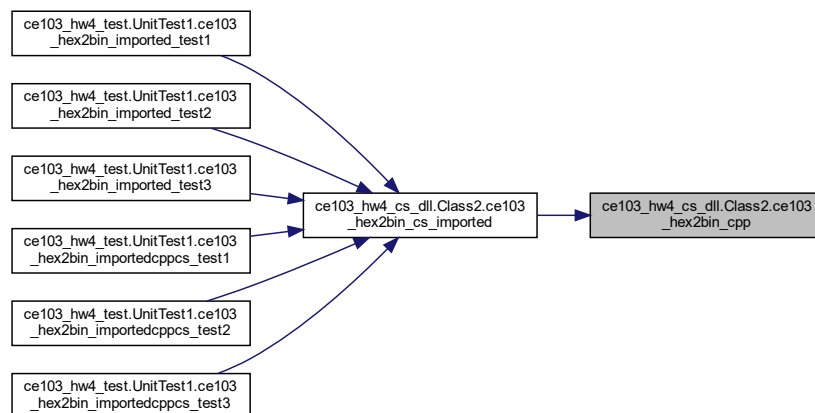 ce103_hw4_test.UnitTest1.ce103
_hex2bin_imported_test1
ce103_hw4_test.UnitTest1.ce103
_hex2bin_imported_test2
ce103_hw4_test.UnitTest1.ce103
_hex2bin_imported_test3
ce103_hw4_test.UnitTest1.ce103
_hex2bin_importedcppcs_test1
ce103_hw4_test.UnitTest1.ce103
_hex2bin_importedcppcs_test2
ce103_hw4_test.UnitTest1.ce103
_hex2bin_importedcppcs_test3
ce103_hw4_cs_dll.Class2.ce103
_hex2bin_cs_imported
ce103_hw4_cs_dll.Class2.ce103
_hex2bin_cpp